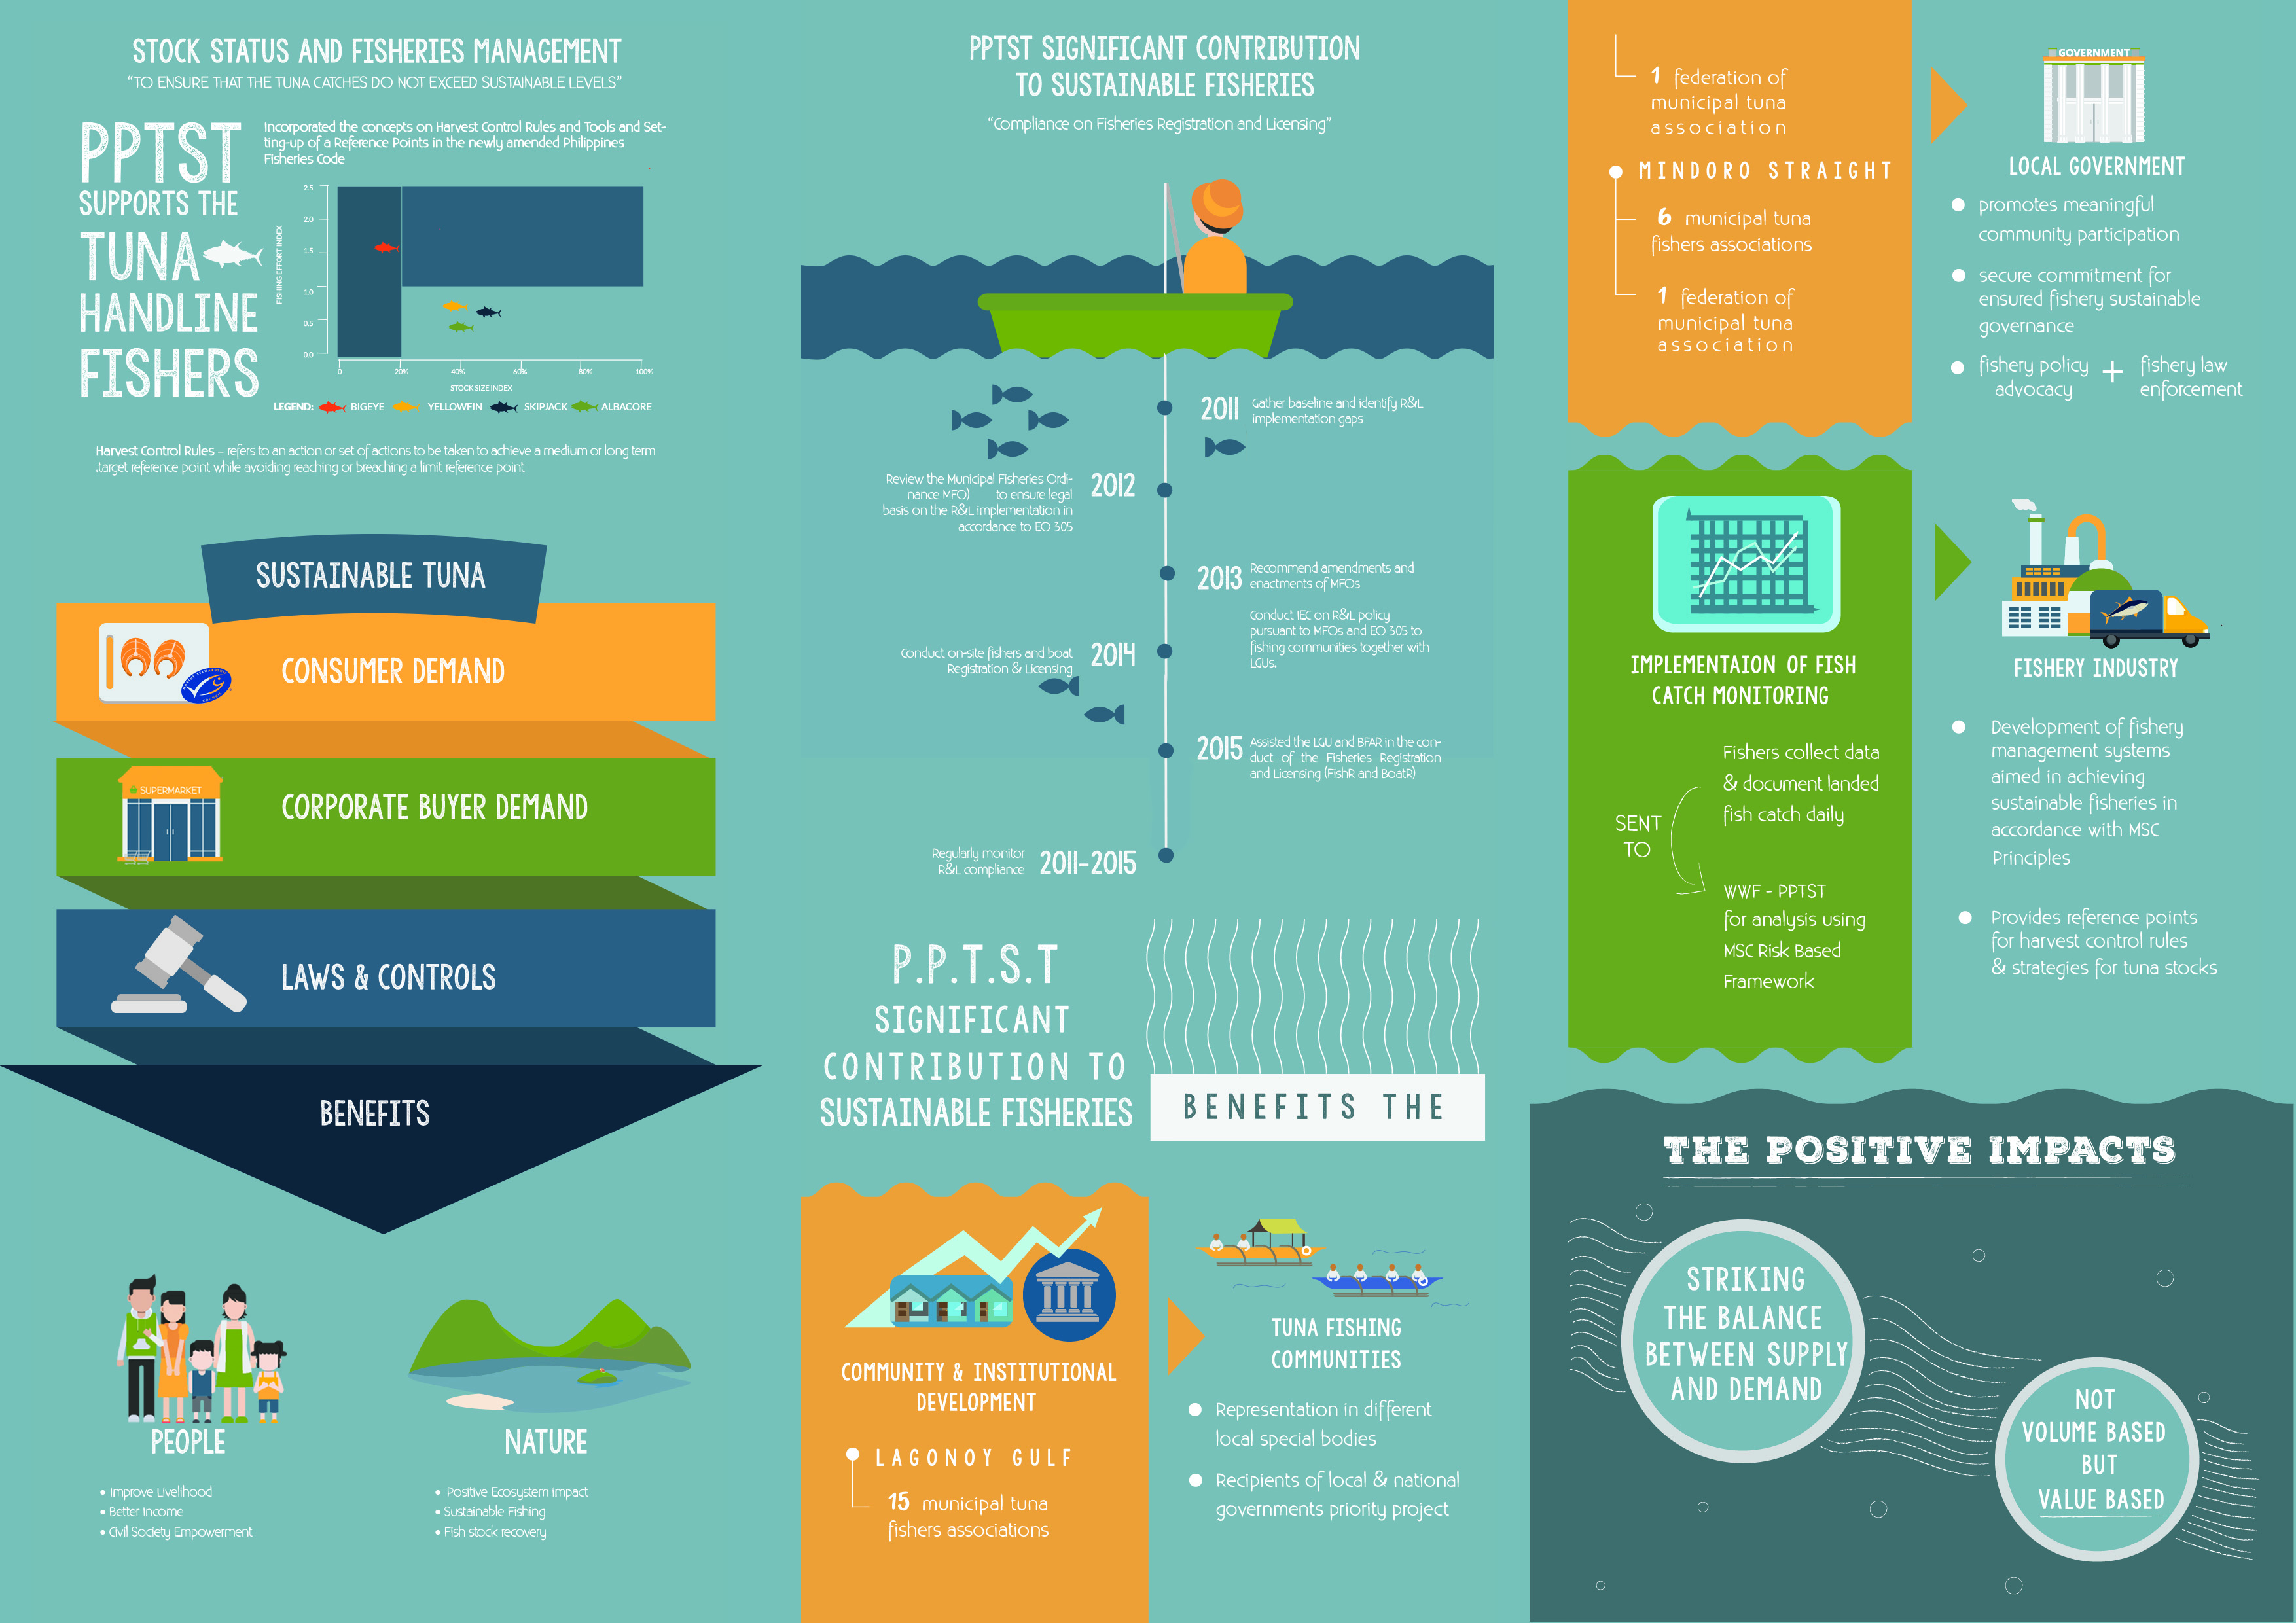 STOCK STATUS AND FISHERIES MANAGEMENT
"TO ENSURE THAT THE TUNA CATCHES DO NOT EXCEED SUSTAINABLE LEVELS"
PPTST
SUPPORTS THE
TUNA
HANDLINE
FISHERS
Incorporated the concepts on Harvest Control Rules and Tools and Set-
ting-up of a Reference Points in the newly amended Philippines
Fisheries Code
FISHING EFFORT INDEX
2.5
2.0
1.5
1.0
0.5
0.0
0 20% 40% 60% 80% 100%
STOCK SIZE INDEX
LEGEND: BIGEYE YELLOWFIN SKIPJACK ALBACORE
Harvest Control Rules – refers to an action or set of actions to be taken to achieve a medium or long term
.target reference point while avoiding reaching or breaching a limit reference point
SUSTAINABLE TUNA
CONSUMER DEMAND
SUPERMARKET
CORPORATE BUYER DEMAND
LAWS & CONTROLS
BENEFITS
PEOPLE
• Improve Livelihood
• Better Income
• Civil Society Empowerment
NATURE
• Positive Ecosystem impact
• Sustainable Fishing
• Fish stock recovery
PPTST SIGNIFICANT CONTRIBUTION
TO SUSTAINABLE FISHERIES
"Compliance on Fisheries Registration and Licensing"
2011 Gather baseline and identify R&L
implementation gaps
Review the Municipal Fisheries Ordi-
nance MFO) to ensure legal
basis on the R&L implementation in
accordance to EO 305
2012
2013 Recommend amendments and
enactments of MFOs
Conduct IEC on R&L policy
pursuant to MFOs and EO 305 to
fishing communities together with
LGUs.
Conduct on-site fishers and boat
Registration & Licensing
2014
2015 Assisted the LGU and BFAR in the con-
duct of the Fisheries Registration
and Licensing (FishR and BoatR)
Regularly monitor
R&L compliance
2011-2015
P.P.T.S.T
SIGNIFICANT
CONTRIBUTION TO
SUSTAINABLE FISHERIES
BENEFITS THE
COMMUNITY & INSTITUTIONAL
DEVELOPMENT
LAGONOY GULF
15 municipal tuna
fishers associations
TUNA FISHING
COMMUNITIES
Representation in different
local special bodies
Recipients of local & national
governments priority project
1 federation of
municipal tuna
association
MINDORO STRAIGHT
6 municipal tuna
fishers associations
1 federation of
municipal tuna
association
GOVERNMENT
LOCAL GOVERNMENT
promotes meaningful
community participation
secure commitment for
ensured fishery sustainable
governance
fishery policy
advocacy
+
fishery law
enforcement
IMPLEMENTAION OF FISH
CATCH MONITORING
Fishers collect data
& document landed
fish catch daily
SENT
TO
WWF - PPTST
for analysis using
MSC Risk Based
Framework
FISHERY INDUSTRY
Development of fishery
management systems
aimed in achieving
sustainable fisheries in
accordance with MSC
Principles
Provides reference points
for harvest control rules
& strategies for tuna stocks
THE POSITIVE IMPACTS
STRIKING
THE BALANCE
BETWEEN SUPPLY
AND DEMAND
NOT
VOLUME BASED
BUT
VALUE BASED